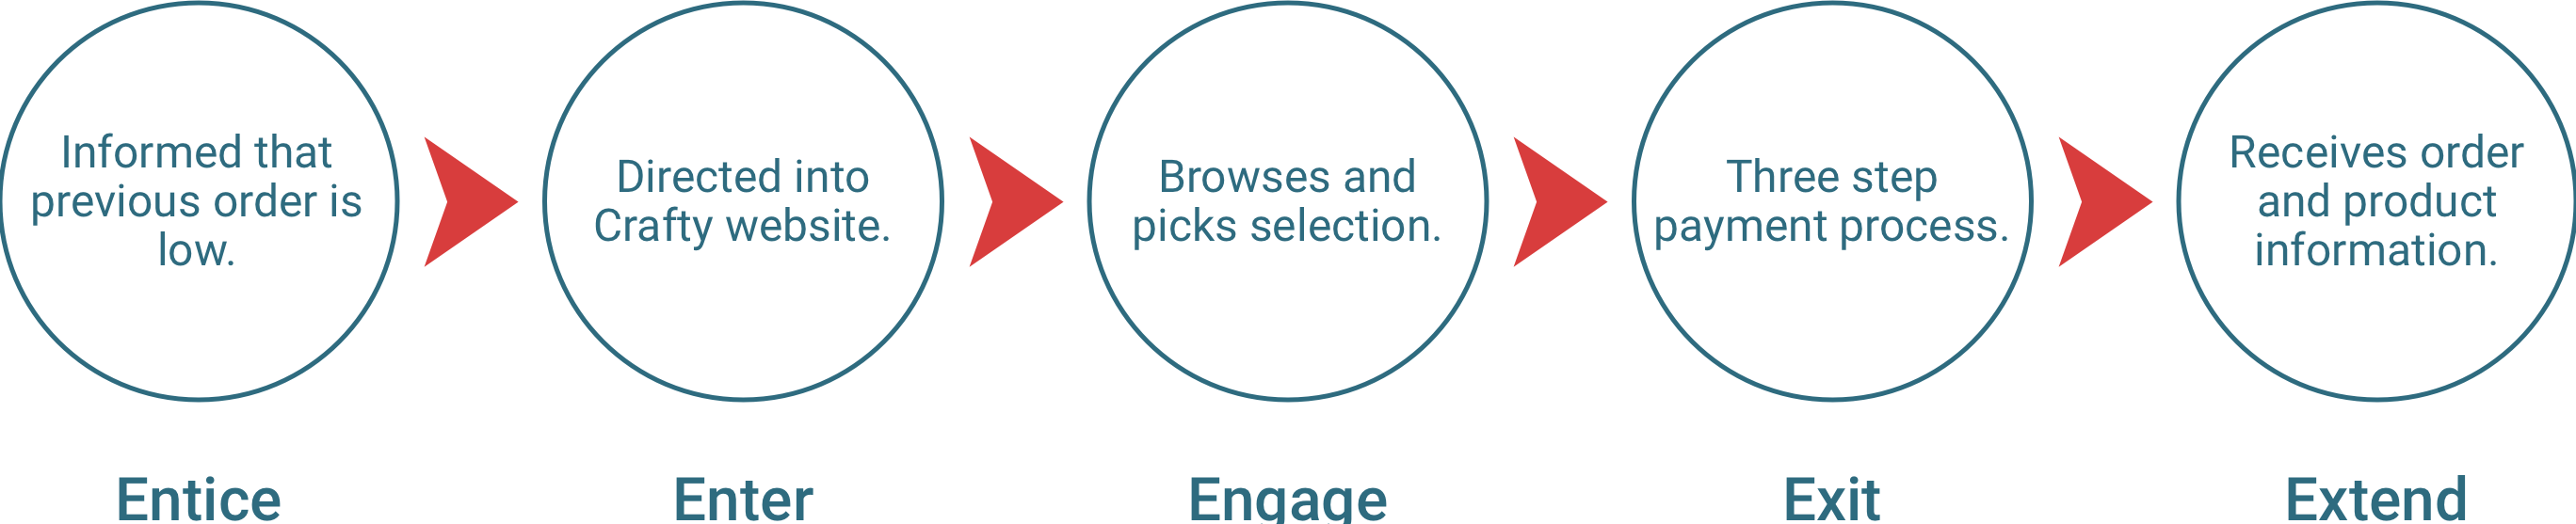 Informed that
previous order is
low.
Directed into
Crafty website.
Browses and
picks selection.
Three step
payment process.
Receives order
and product
information.
Entice
Enter
Engage
Exit
Extend